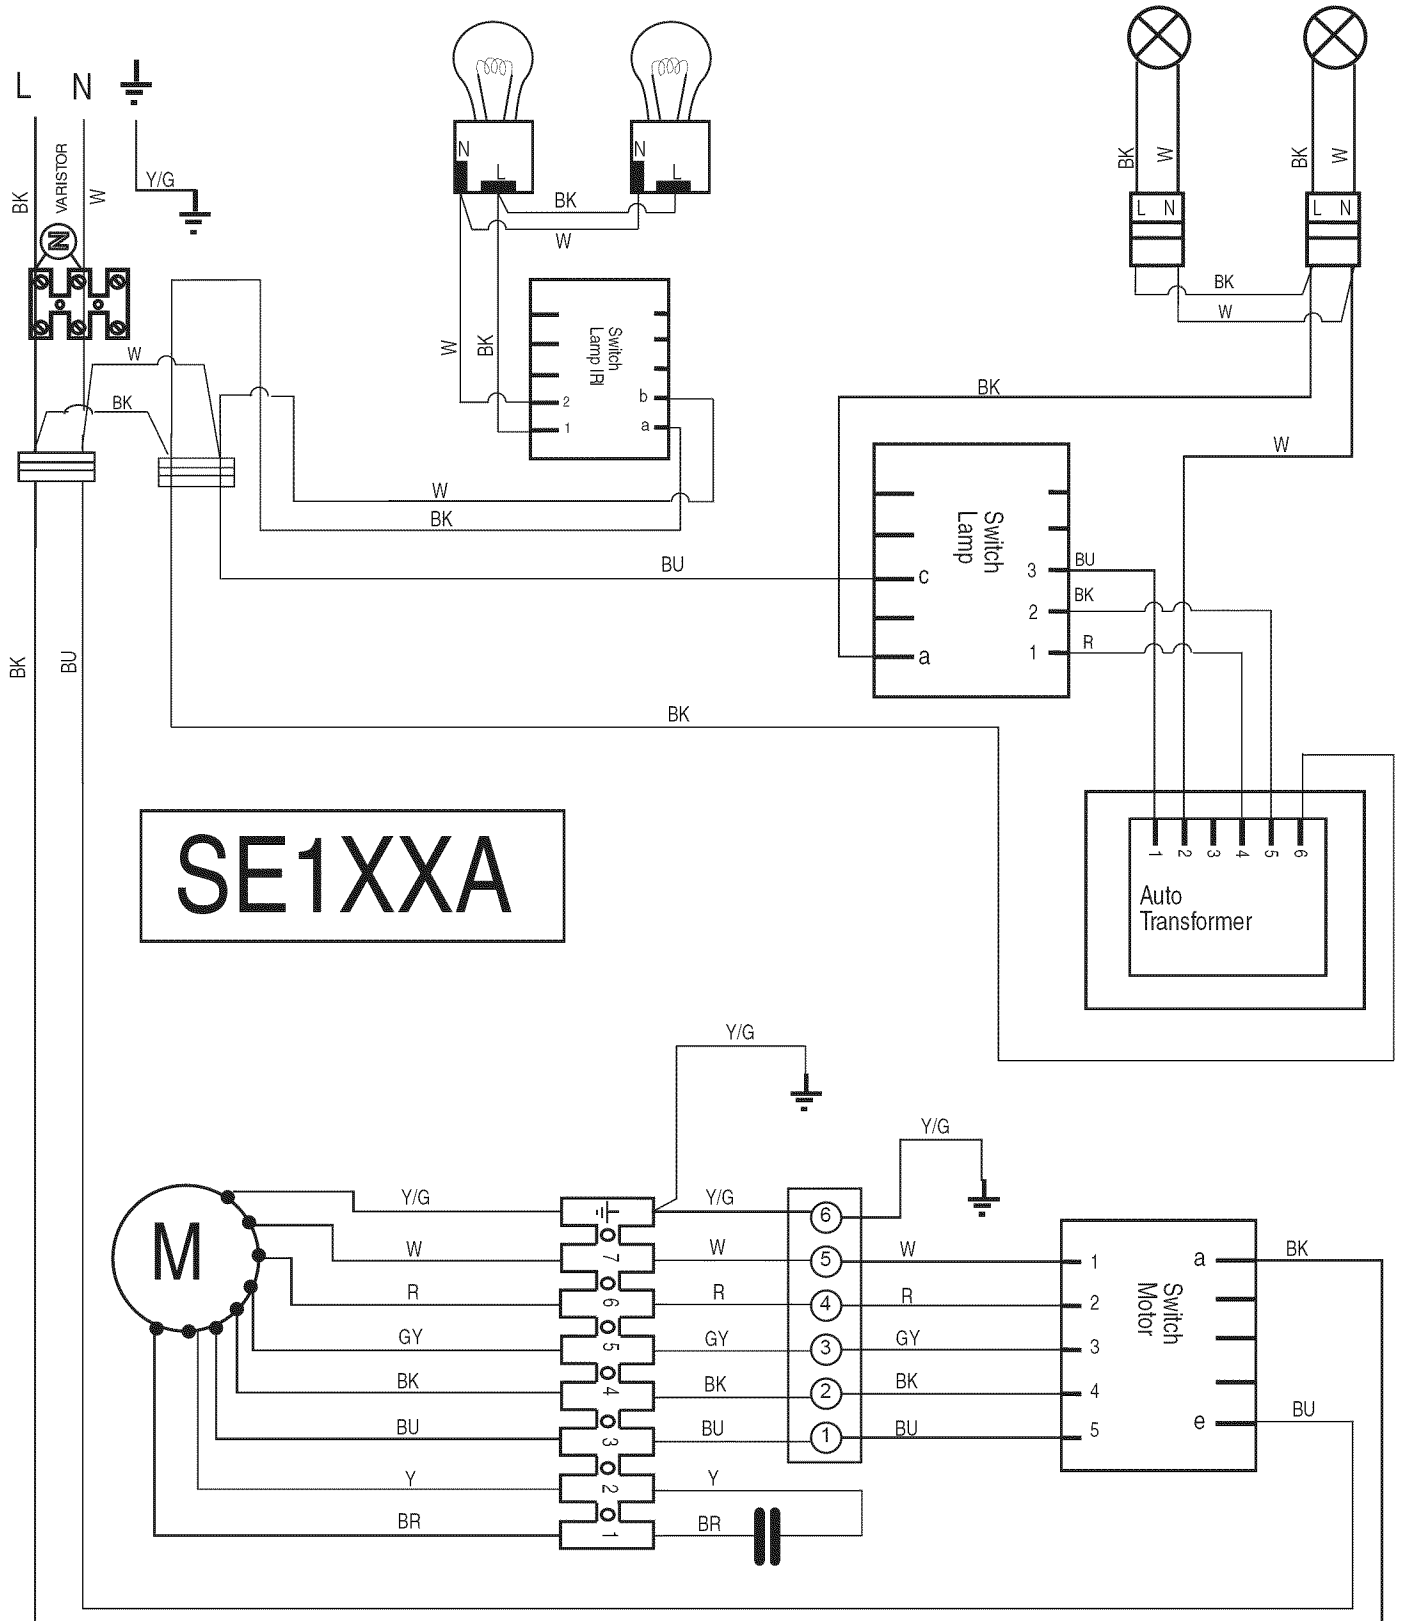 L N
BK
VARISTOR
W
Y/G
N
N
L
N
L
BK
W
W
BK
Switch
Lamp IRI
2
1
b
a
BK
W
BK
W
L N
L N
BK
W
W
BK
W
BK
BK
W
BU
Switch
Lamp
c
a
3
2
1
BU
BK
R
BK
BU
BK
SE1XXA
1 2 3 4 5 6
Auto
Transformer
Y/G
Y/G
M
Y/G
W
R
GY
BK
BU
Y
BR
7
6
5
4
3
2
1
Y/G
W
R
GY
BK
BU
Y
BR
6
5
4
3
2
1
W
R
GY
BK
BU
1
2
3
4
5
Switch
Motor
a
e
BK
BU